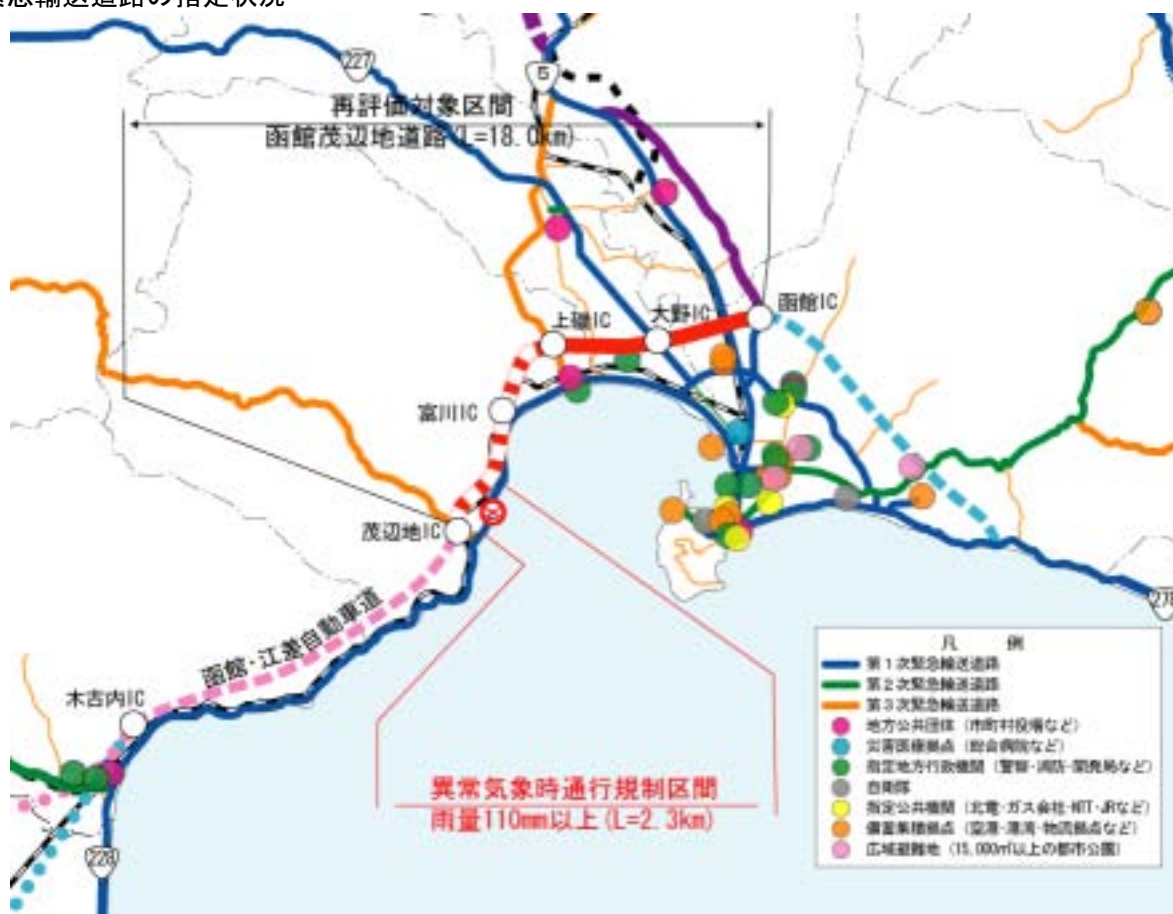 緊急輸送道路の指定状況
227
5
再評価対象区間
函館茂辺地道路(L=18.0km)
上磯IC
大野IC
函館IC
富川IC
茂辺地IC
函館・江差自動車道
木古内IC
228
278
異常気象時通行規制区間
雨量110mm以上(L=2.3km)
凡 例
第1次緊急輸送道路
第2次緊急輸送道路
第3次緊急輸送道路
地方公共団体（市町村役場など）
災害医療拠点（総合病院など）
指定地方行政機関（警察・消防・開発局など）
自衛隊
指定公共機関（北電・ガス会社・NTT・JRなど）
備蓄集積拠点（空港・港湾・物流拠点など）
広域避難地（15,000㎡以上の都市公園）